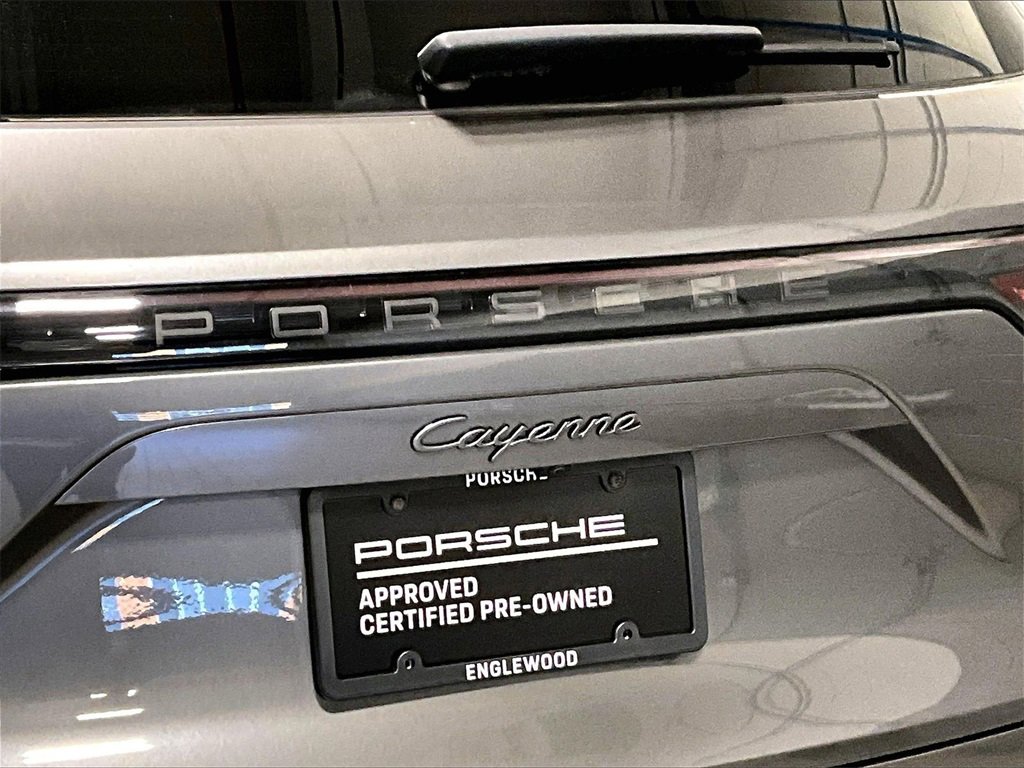 PORSCHE
Cayenne
PORSCHE
PORSCHE
APPROVED
CERTIFIED PRE-OWNED
ENGLEWOOD